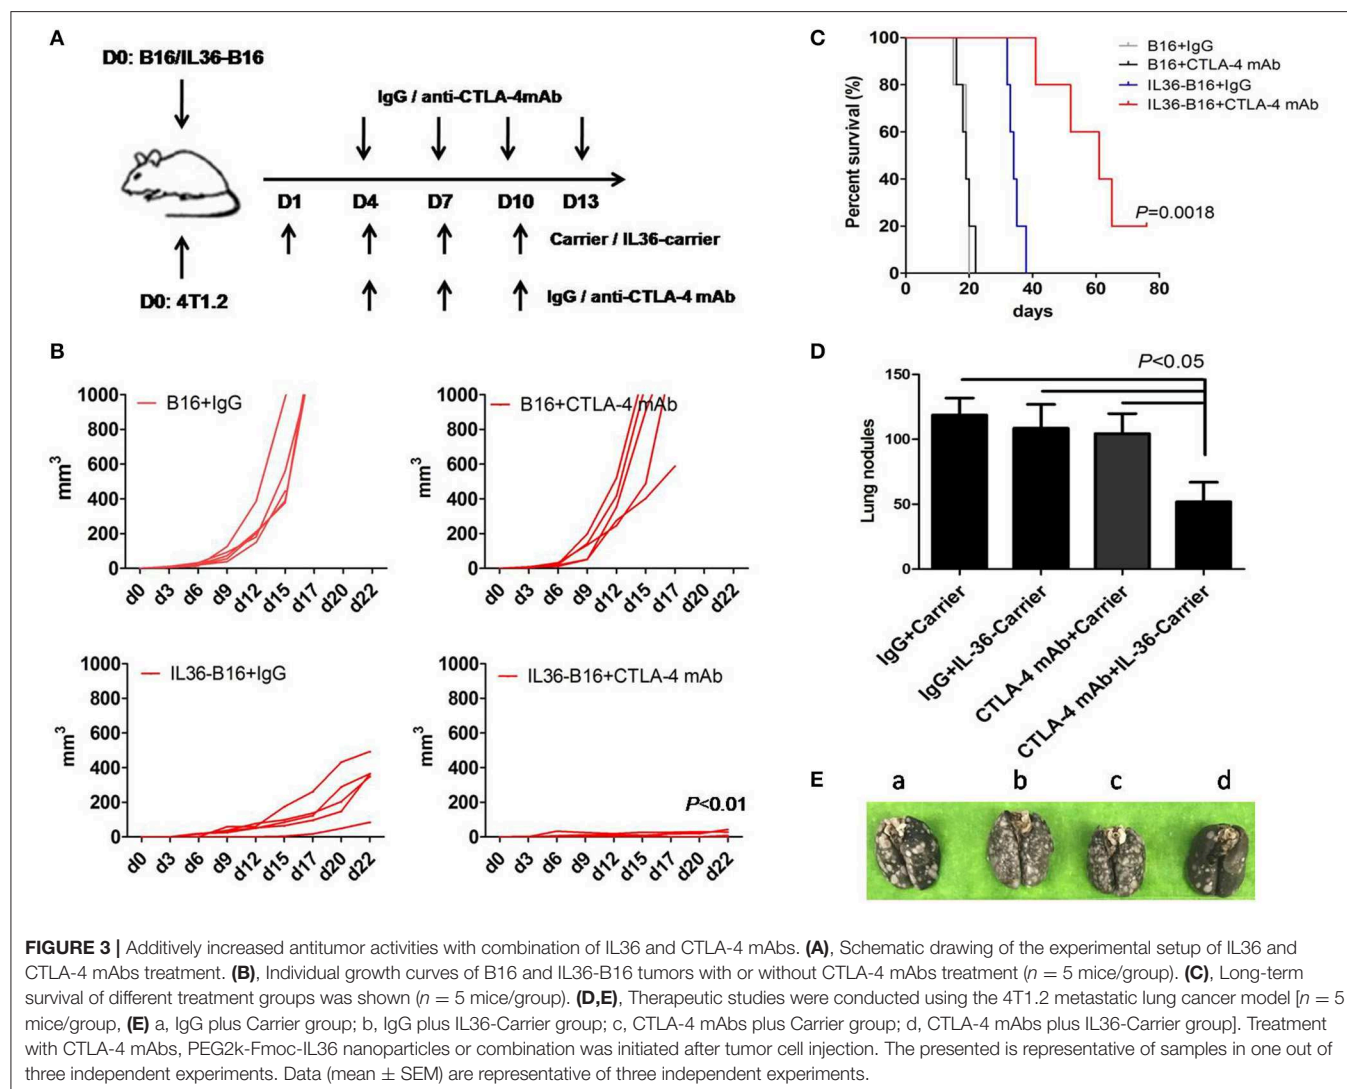 A
D0: B16/IL36-B16
IgG / anti-CTLA-4mAb
D1 D4 D7 D10 D13
Carrier / IL36-carrier
D0: 4T1.2
IgG / anti-CTLA-4 mAb
B
1000
800
600
400
200
0
mm³
B16+IgG
d0 d3 d6 d9 d12 d15 d17 d20 d22
1000
800
600
400
200
0
mm³
B16+CTLA-4 mAb
d0 d3 d6 d9 d12 d15 d17 d20 d22
1000
800
600
400
200
0
mm³
IL36-B16+IgG
d0 d3 d6 d9 d12 d15 d17 d20 d22
1000
800
600
400
200
0
mm³
IL36-B16+CTLA-4 mAb
P<0.01
d0 d3 d6 d9 d12 d15 d17 d20 d22
C
100
80
60
40
20
0
Percent survival (%)
B16+IgG
B16+CTLA-4 mAb
IL36-B16+IgG
IL36-B16+CTLA-4 mAb
P=0.0018
0 20 40 60 80
days
D
P<0.05
150
100
50
0
Lung nodules
IgG+Carrier
IgG+IL-36-Carrier
CTLA-4 mAb+Carrier
CTLA-4 mAb+IL-36-Carrier
E
a b c d
FIGURE 3 | Additively increased antitumor activities with combination of IL36 and CTLA-4 mAbs. (A), Schematic drawing of the experimental setup of IL36 and
CTLA-4 mAbs treatment. (B), Individual growth curves of B16 and IL36-B16 tumors with or without CTLA-4 mAbs treatment (n = 5 mice/group). (C), Long-term
survival of different treatment groups was shown (n = 5 mice/group). (D,E), Therapeutic studies were conducted using the 4T1.2 metastatic lung cancer model [n = 5
mice/group, (E) a, IgG plus Carrier group; b, IgG plus IL36-Carrier group; c, CTLA-4 mAbs plus Carrier group; d, CTLA-4 mAbs plus IL36-Carrier group]. Treatment
with CTLA-4 mAbs, PEG2k-Fmoc-IL36 nanoparticles or combination was initiated after tumor cell injection. The presented is representative of samples in one out of
three independent experiments. Data (mean ± SEM) are representative of three independent experiments.